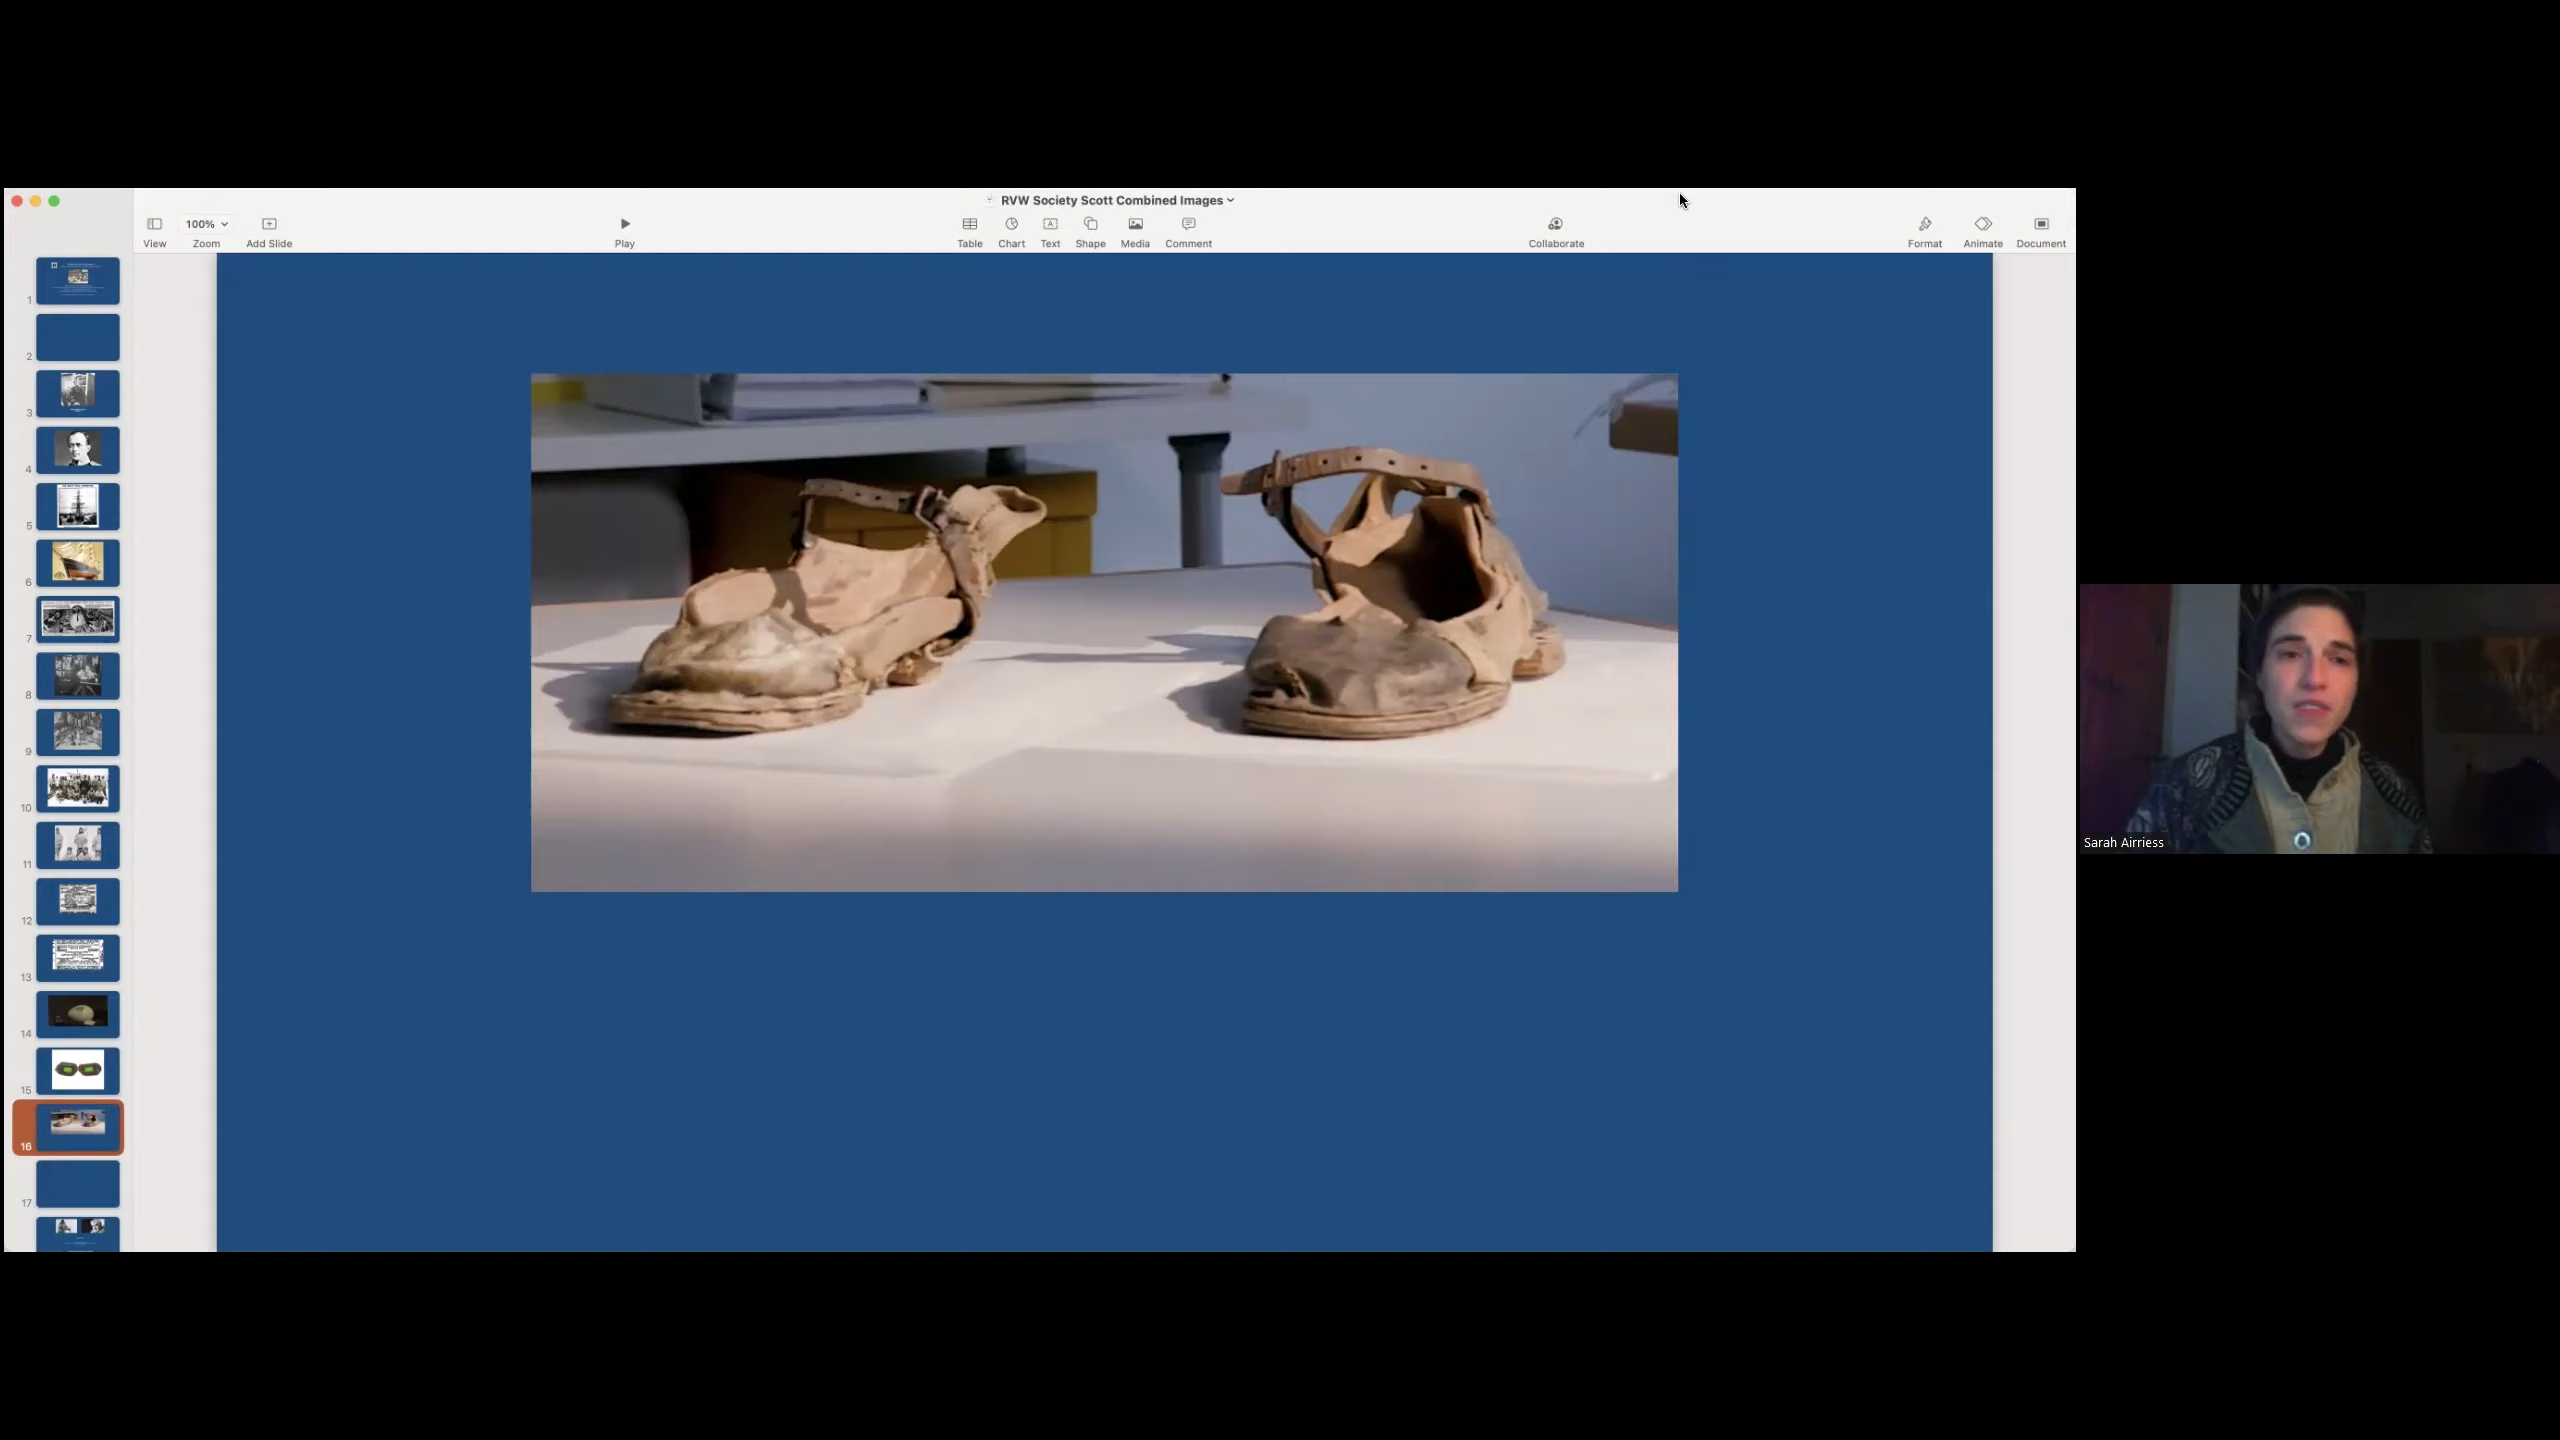 RVW Society Scott Combined Images
100%
View
Zoom
Add Slide
Play
Table
Chart
Text
Shape
Media
Comment
Collaborate
Format
Animate
Document
1
2
3
4
5
6
7
8
9
10
11
12
13
14
15
16
17
Sarah Airriess